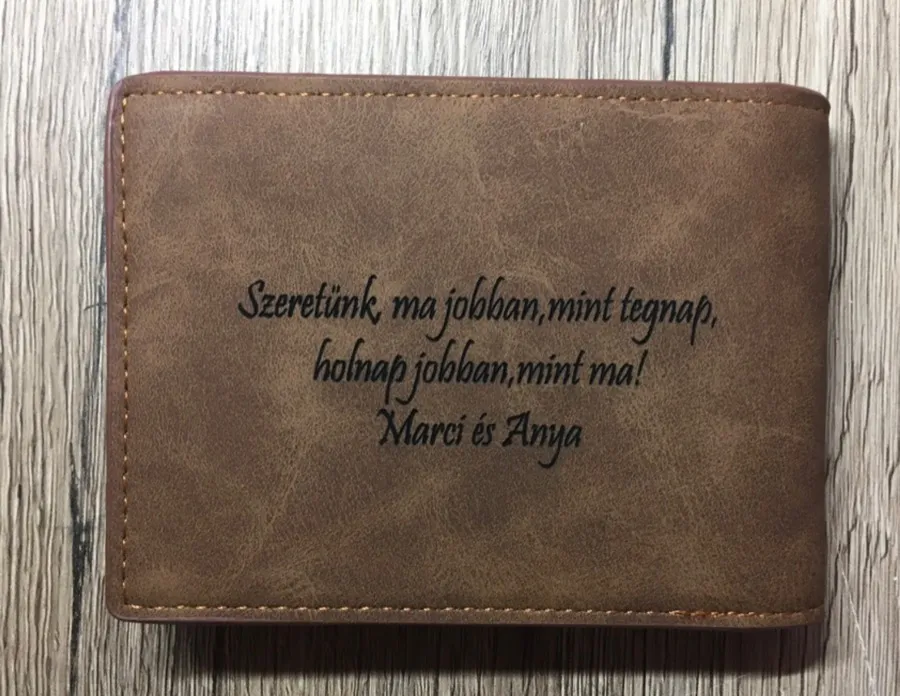 Szeretünk, ma jobban,mint tegnap,
holnap jobban,mint ma!
Marci és Anya